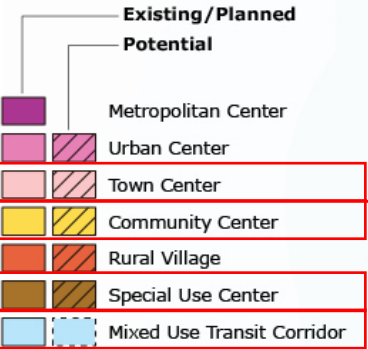 Existing/Planned
Potential
Metropolitan Center
Urban Center
Town Center
Community Center
Rural Village
Special Use Center
Mixed Use Transit Corridor